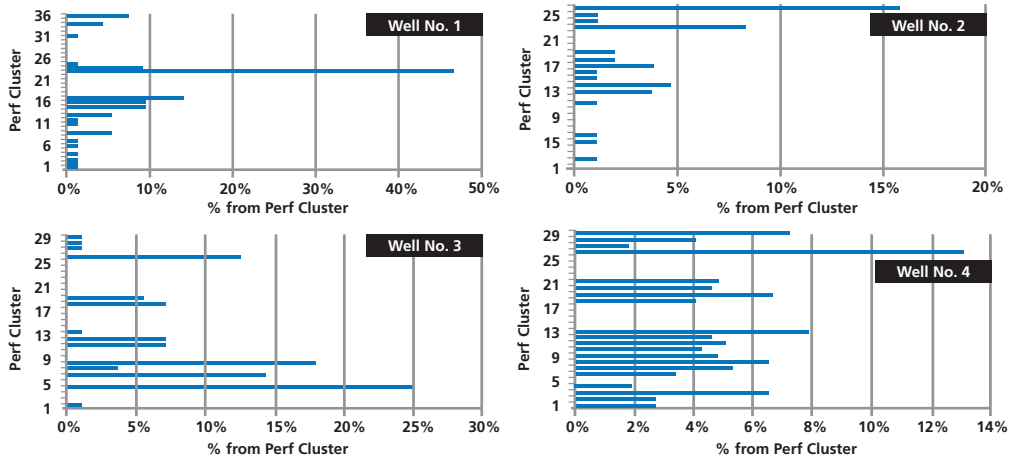 Well No. 1
Perf Cluster
36
31
26
21
16
11
6
1
0% 10% 20% 30% 40% 50%
% from Perf Cluster
Well No. 2
Perf Cluster
25
21
17
13
9
15
1
0% 5% 10% 15% 20%
% from Perf Cluster
Well No. 3
Perf Cluster
29
25
21
17
13
9
5
1
0% 5% 10% 15% 20% 25% 30%
% from Perf Cluster
Well No. 4
Perf Cluster
29
25
21
17
13
9
5
1
0% 2% 4% 6% 8% 10% 12% 14%
% from Perf Cluster